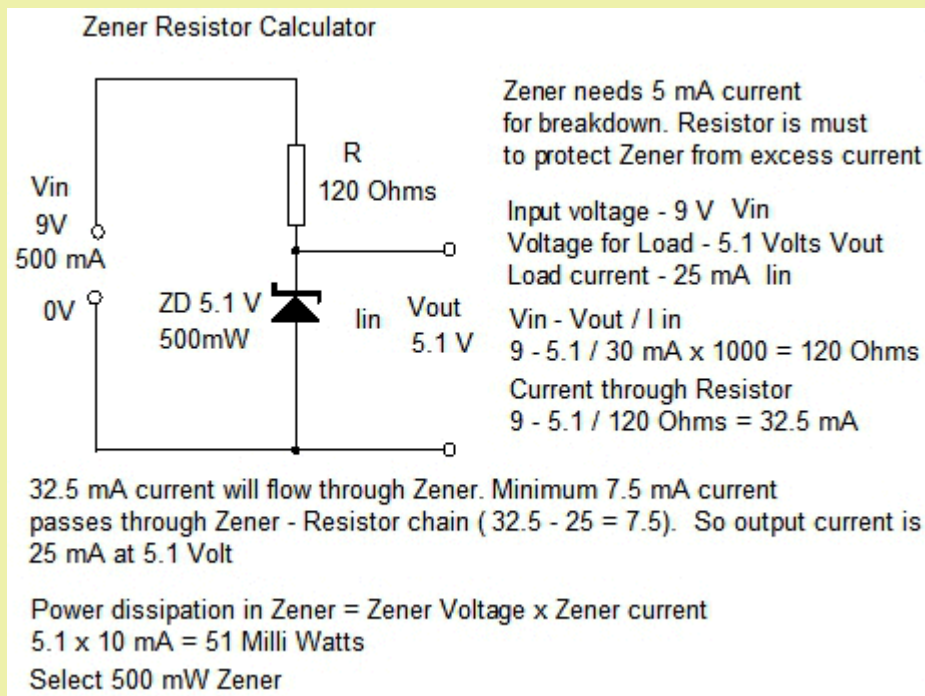 Zener Resistor Calculator
Zener needs 5 mA current
for breakdown. Resistor is must
to protect Zener from excess current
R
120 Ohms
Vin
9V
500 mA
0V
Input voltage - 9 V Vin
Voltage for Load - 5.1 Volts Vout
Load current - 25 mA Iin
ZD 5.1 V
500mW
Iin
Vout
5.1 V
Vin - Vout / I in
9 - 5.1 / 30 mA x 1000 = 120 Ohms
Current through Resistor
9 - 5.1 / 120 Ohms = 32.5 mA
32.5 mA current will flow through Zener. Minimum 7.5 mA current
passes through Zener - Resistor chain ( 32.5 - 25 = 7.5). So output current is
25 mA at 5.1 Volt
Power dissipation in Zener = Zener Voltage x Zener current
5.1 x 10 mA = 51 Milli Watts
Select 500 mW Zener